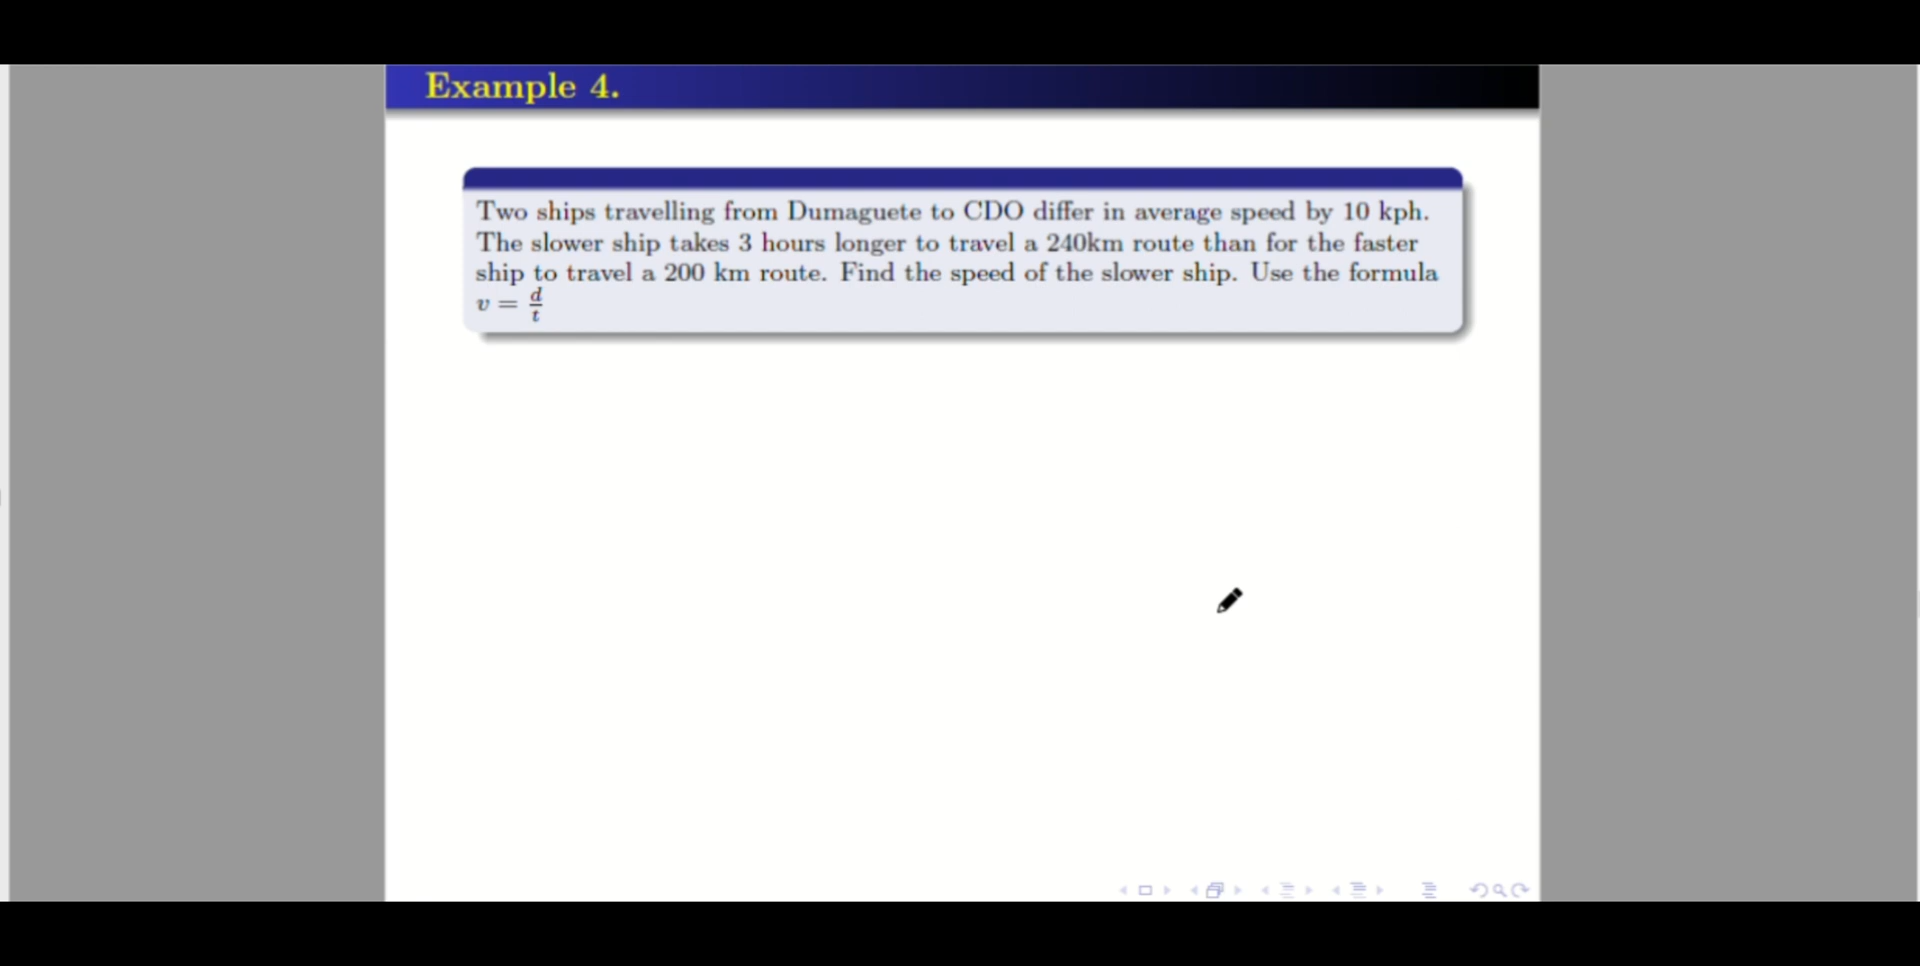 Example 4.
Two ships travelling from Dumaguete to CDO differ in average speed by 10 kph.
The slower ship takes 3 hours longer to travel a 240km route than for the faster
ship to travel a 200 km route. Find the speed of the slower ship. Use the formula
v = d/t